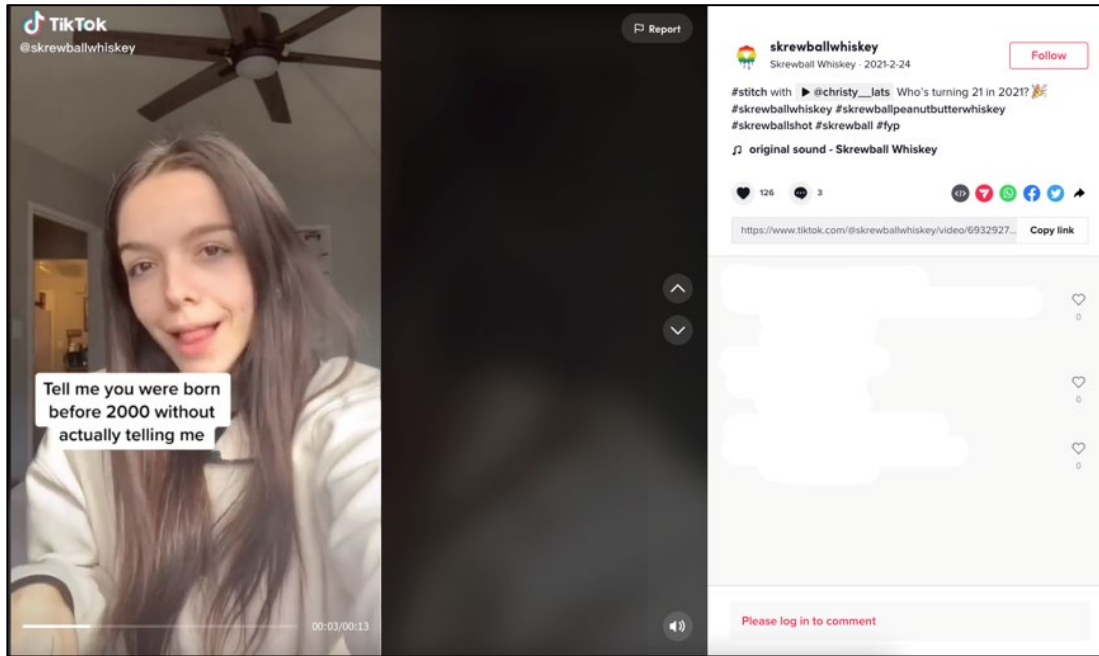 TikTok
@skrewballwhiskey
Report
Tell me you were born
before 2000 without
actually telling me
00:03/00:13
skrewballwhiskey
Skrewball Whiskey · 2021-2-24
Follow
#stitch with @christy__lats Who's turning 21 in 2021? 🎉
#skrewballwhiskey #skrewballpeanutbutterwhiskey
#skrewballshot #skrewball #fyp
original sound - Skrewball Whiskey
126
3
https://www.tiktok.com/@skrewballwhiskey/video/6932927...
Copy link
0
0
0
Please log in to comment